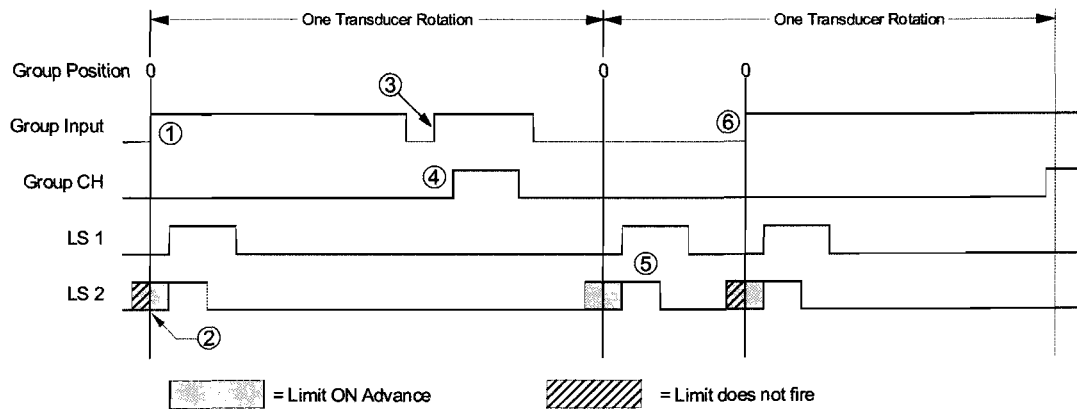 One Transducer Rotation One Transducer Rotation
Group Position 0 0 0
③
Group Input ① ⑥
Group CH ④
LS 1
⑤
LS 2
②
= Limit ON Advance = Limit does not fire